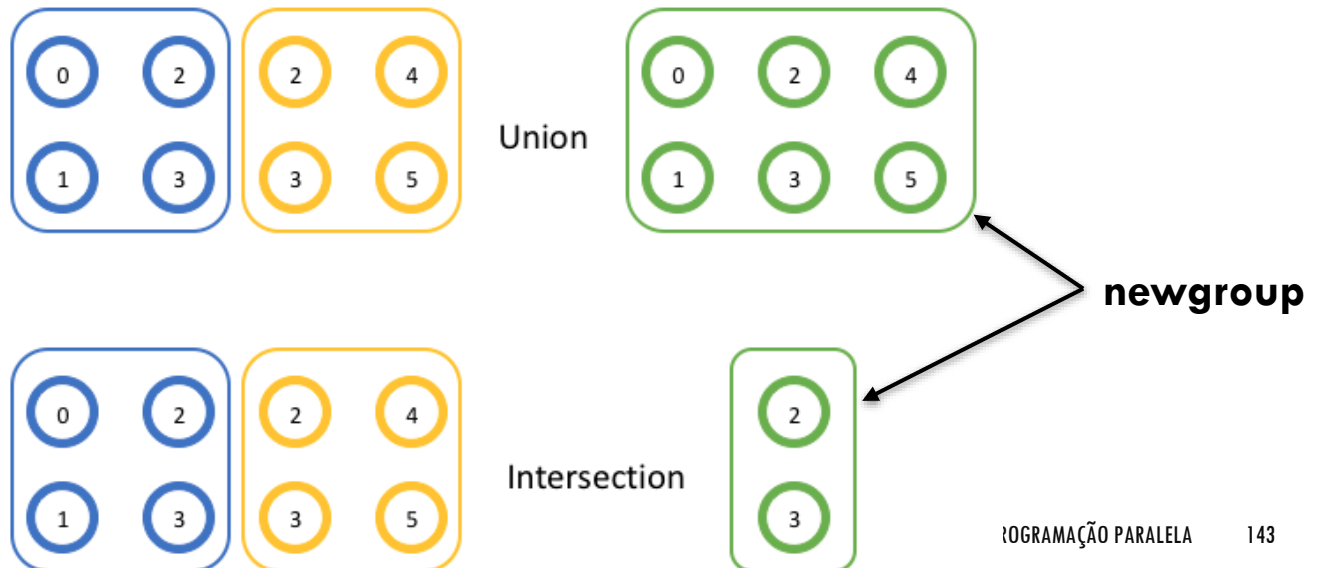 0 2 2 4 0 2 4
Union
1 3 3 5 1 3 5
newgroup
0 2 2 4 2
Intersection
1 3 3 5 3
ROGRAMAÇÃO PARALELA 143